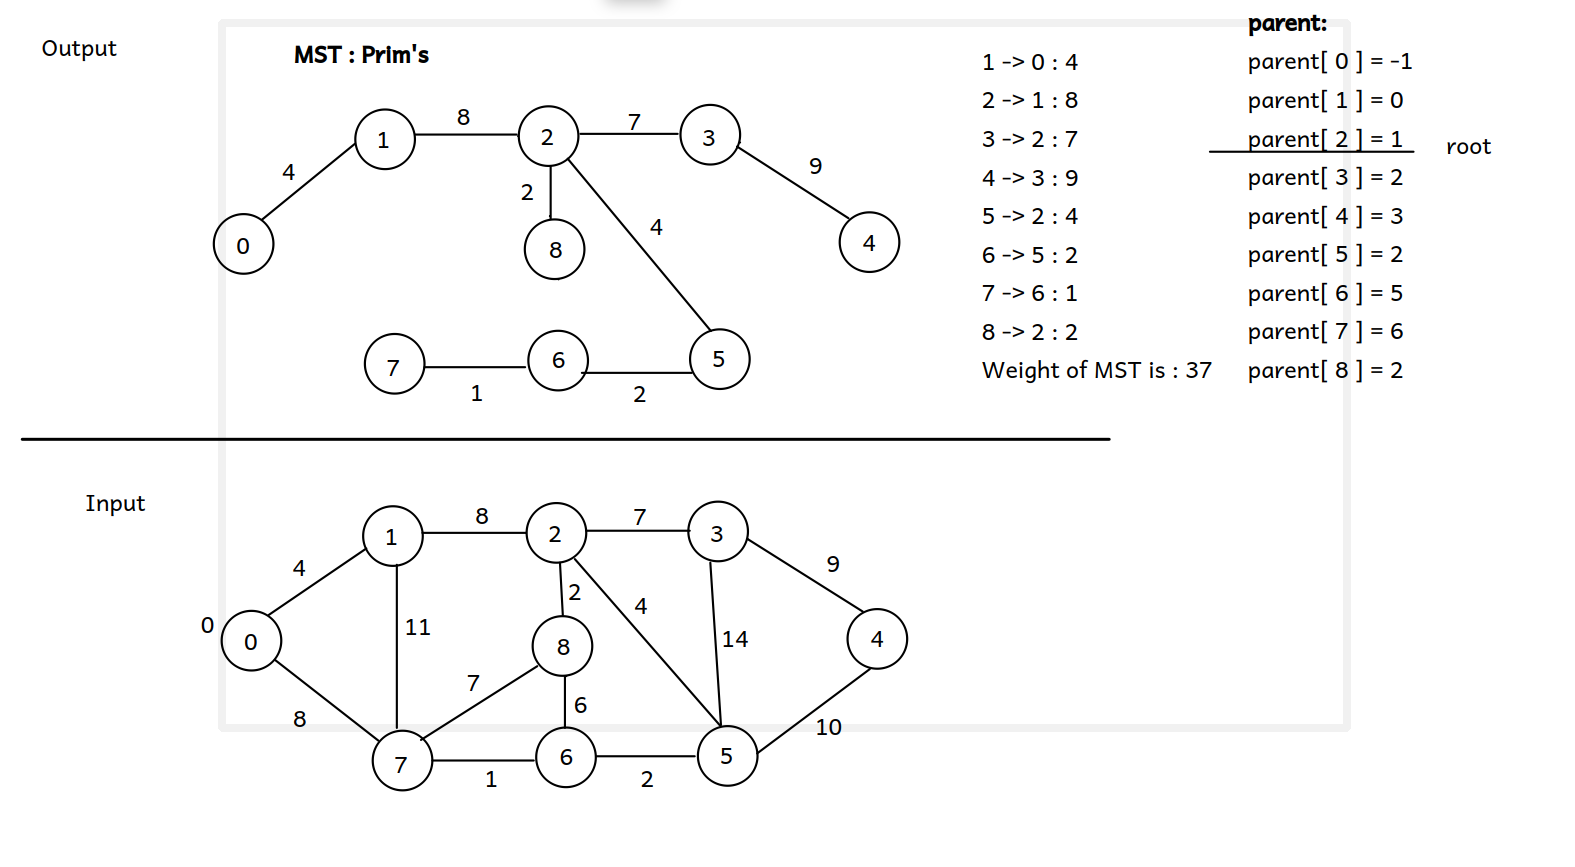 Output
MST : Prim's
parent:
1 -> 0 : 4
parent[ 0 ] = -1
2 -> 1 : 8
parent[ 1 ] = 0
3 -> 2 : 7
parent[ 2 ] = 1
root
4 -> 3 : 9
parent[ 3 ] = 2
5 -> 2 : 4
parent[ 4 ] = 3
6 -> 5 : 2
parent[ 5 ] = 2
7 -> 6 : 1
parent[ 6 ] = 5
8 -> 2 : 2
parent[ 7 ] = 6
Weight of MST is : 37
parent[ 8 ] = 2
8
7
1
2
3
4
9
2
4
0
8
4
7
6
5
1
2
Input
8
7
1
2
3
4
9
2
4
0
0
11
14
8
4
7
6
8
10
7
6
5
1
2